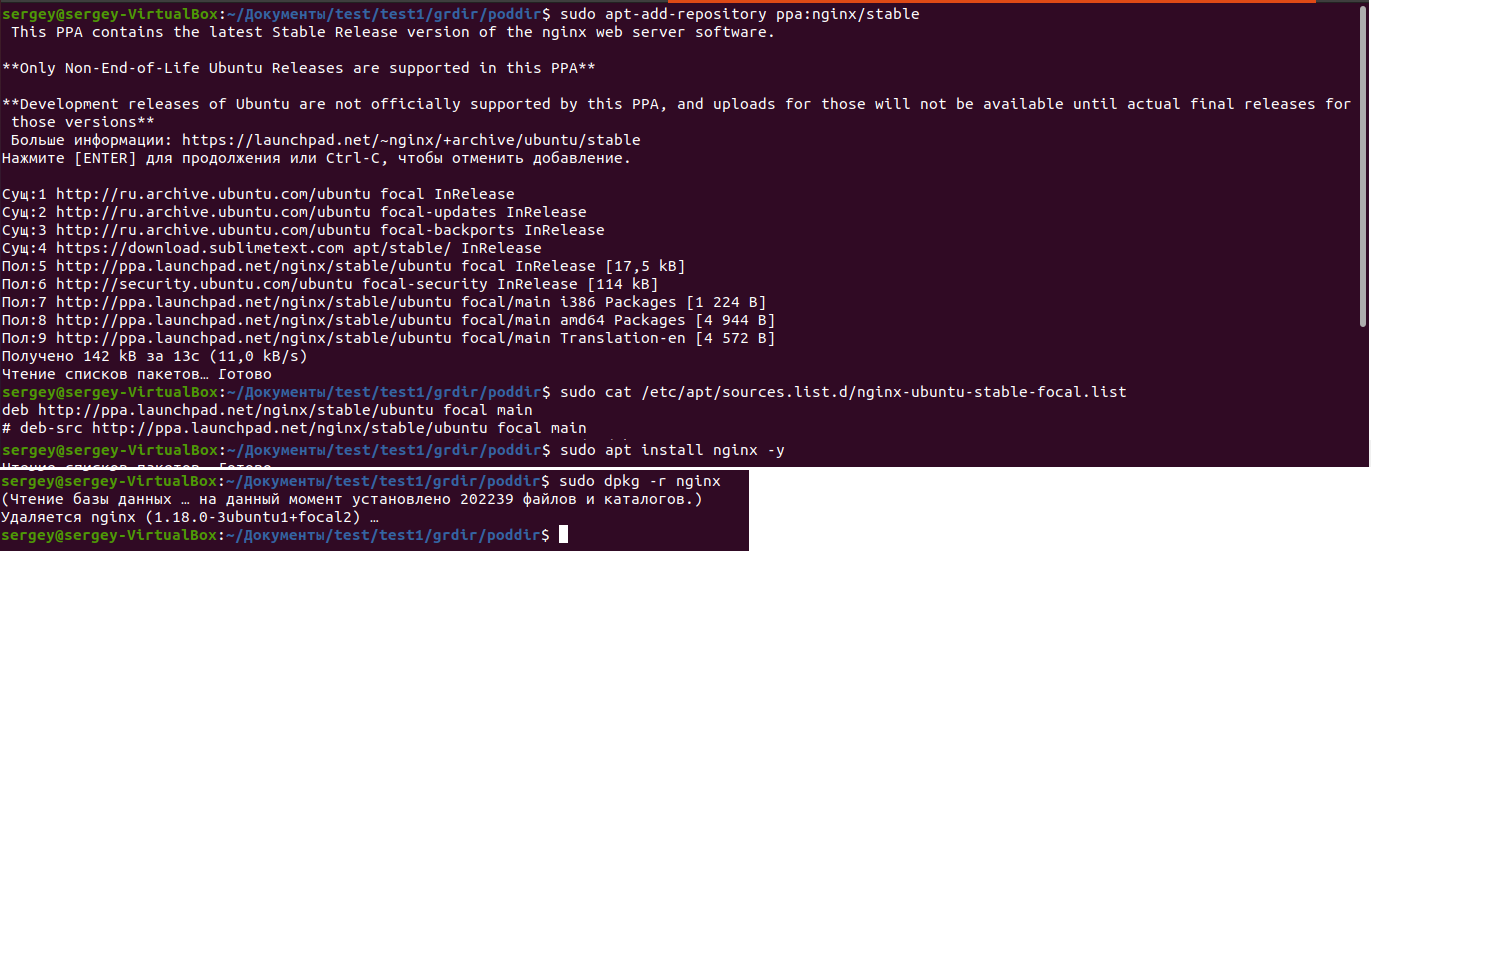 sergey@sergey-VirtualBox:~/Документы/test/test1/grdir/poddir$ sudo apt-add-repository ppa:nginx/stable
This PPA contains the latest Stable Release version of the nginx web server software.
**Only Non-End-of-Life Ubuntu Releases are supported in this PPA**
**Development releases of Ubuntu are not officially supported by this PPA, and uploads for those will not be available until actual final releases for
those versions**
Больше информации: https://launchpad.net/~nginx/+archive/ubuntu/stable
Нажмите [ENTER] для продолжения или Ctrl-C, чтобы отменить добавление.
Сущ:1 http://ru.archive.ubuntu.com/ubuntu focal InRelease
Сущ:2 http://ru.archive.ubuntu.com/ubuntu focal-updates InRelease
Сущ:3 http://ru.archive.ubuntu.com/ubuntu focal-backports InRelease
Сущ:4 https://download.sublimetext.com apt/stable/ InRelease
Пол:5 http://ppa.launchpad.net/nginx/stable/ubuntu focal InRelease [17,5 kB]
Пол:6 http://security.ubuntu.com/ubuntu focal-security InRelease [114 kB]
Пол:7 http://ppa.launchpad.net/nginx/stable/ubuntu focal/main i386 Packages [1 224 B]
Пол:8 http://ppa.launchpad.net/nginx/stable/ubuntu focal/main amd64 Packages [4 944 B]
Пол:9 http://ppa.launchpad.net/nginx/stable/ubuntu focal/main Translation-en [4 572 B]
Получено 142 kB за 13с (11,0 kB/s)
Чтение списков пакетов… Готово
sergey@sergey-VirtualBox:~/Документы/test/test1/grdir/poddir$ sudo cat /etc/apt/sources.list.d/nginx-ubuntu-stable-focal.list
deb http://ppa.launchpad.net/nginx/stable/ubuntu focal main
# deb-src http://ppa.launchpad.net/nginx/stable/ubuntu focal main
sergey@sergey-VirtualBox:~/Документы/test/test1/grdir/poddir$ sudo apt install nginx -y
Чтение списков пакетов… Готово
sergey@sergey-VirtualBox:~/Документы/test/test1/grdir/poddir$ sudo dpkg -r nginx
(Чтение базы данных … на данный момент установлено 202239 файлов и каталогов.)
Удаляется nginx (1.18.0-3ubuntu1+focal2) …
sergey@sergey-VirtualBox:~/Документы/test/test1/grdir/poddir$